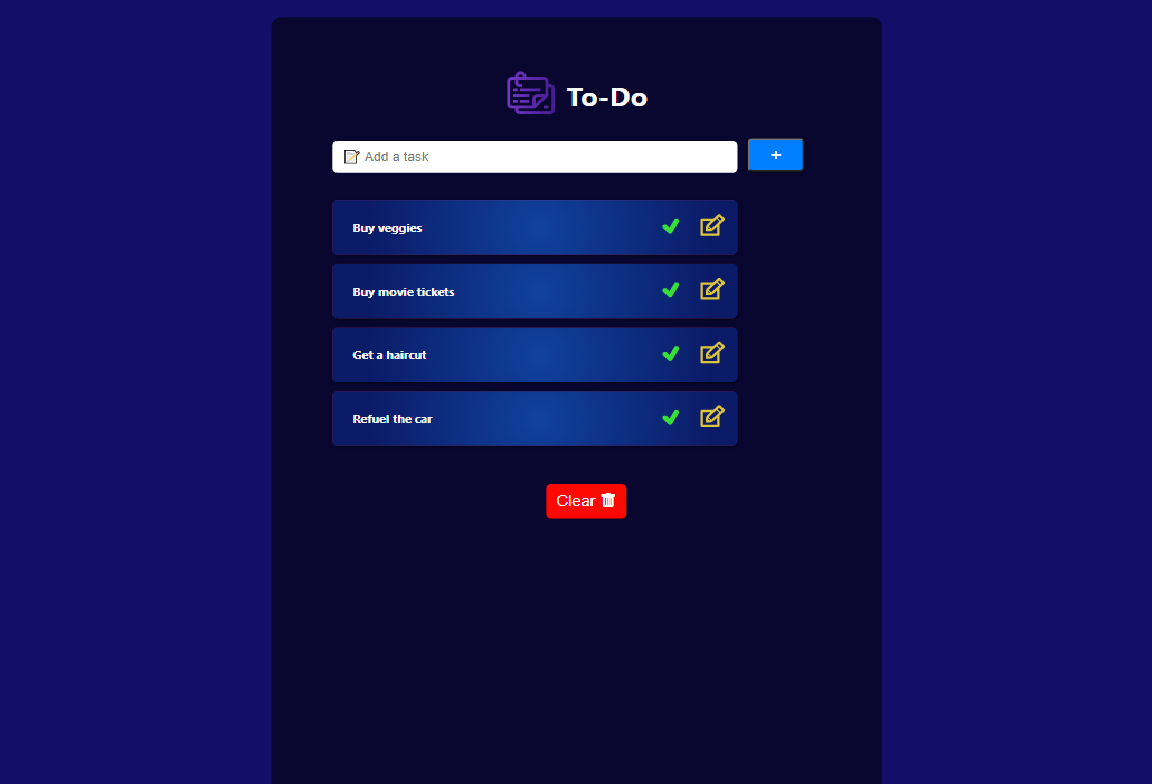 To-Do
📝 Add a task
+
Buy veggies
Buy movie tickets
Get a haircut
Refuel the car
Clear